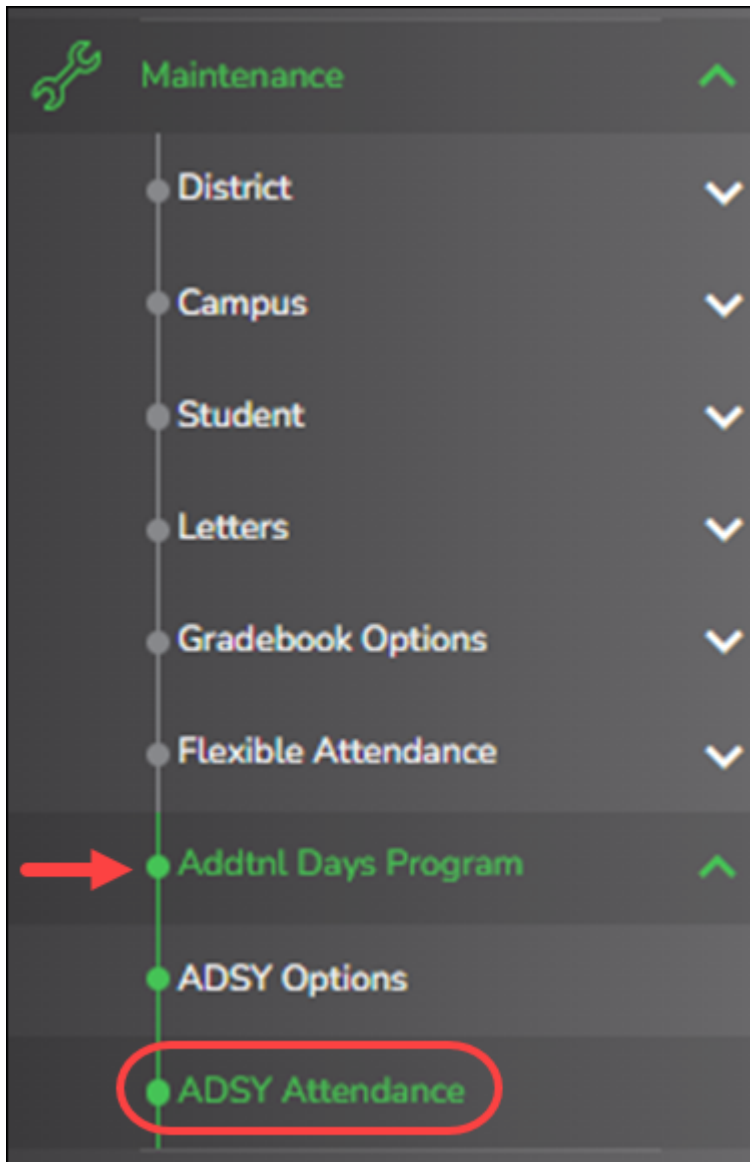 Maintenance
District
Campus
Student
Letters
Gradebook Options
Flexible Attendance
Addtnl Days Program
ADSY Options
ADSY Attendance